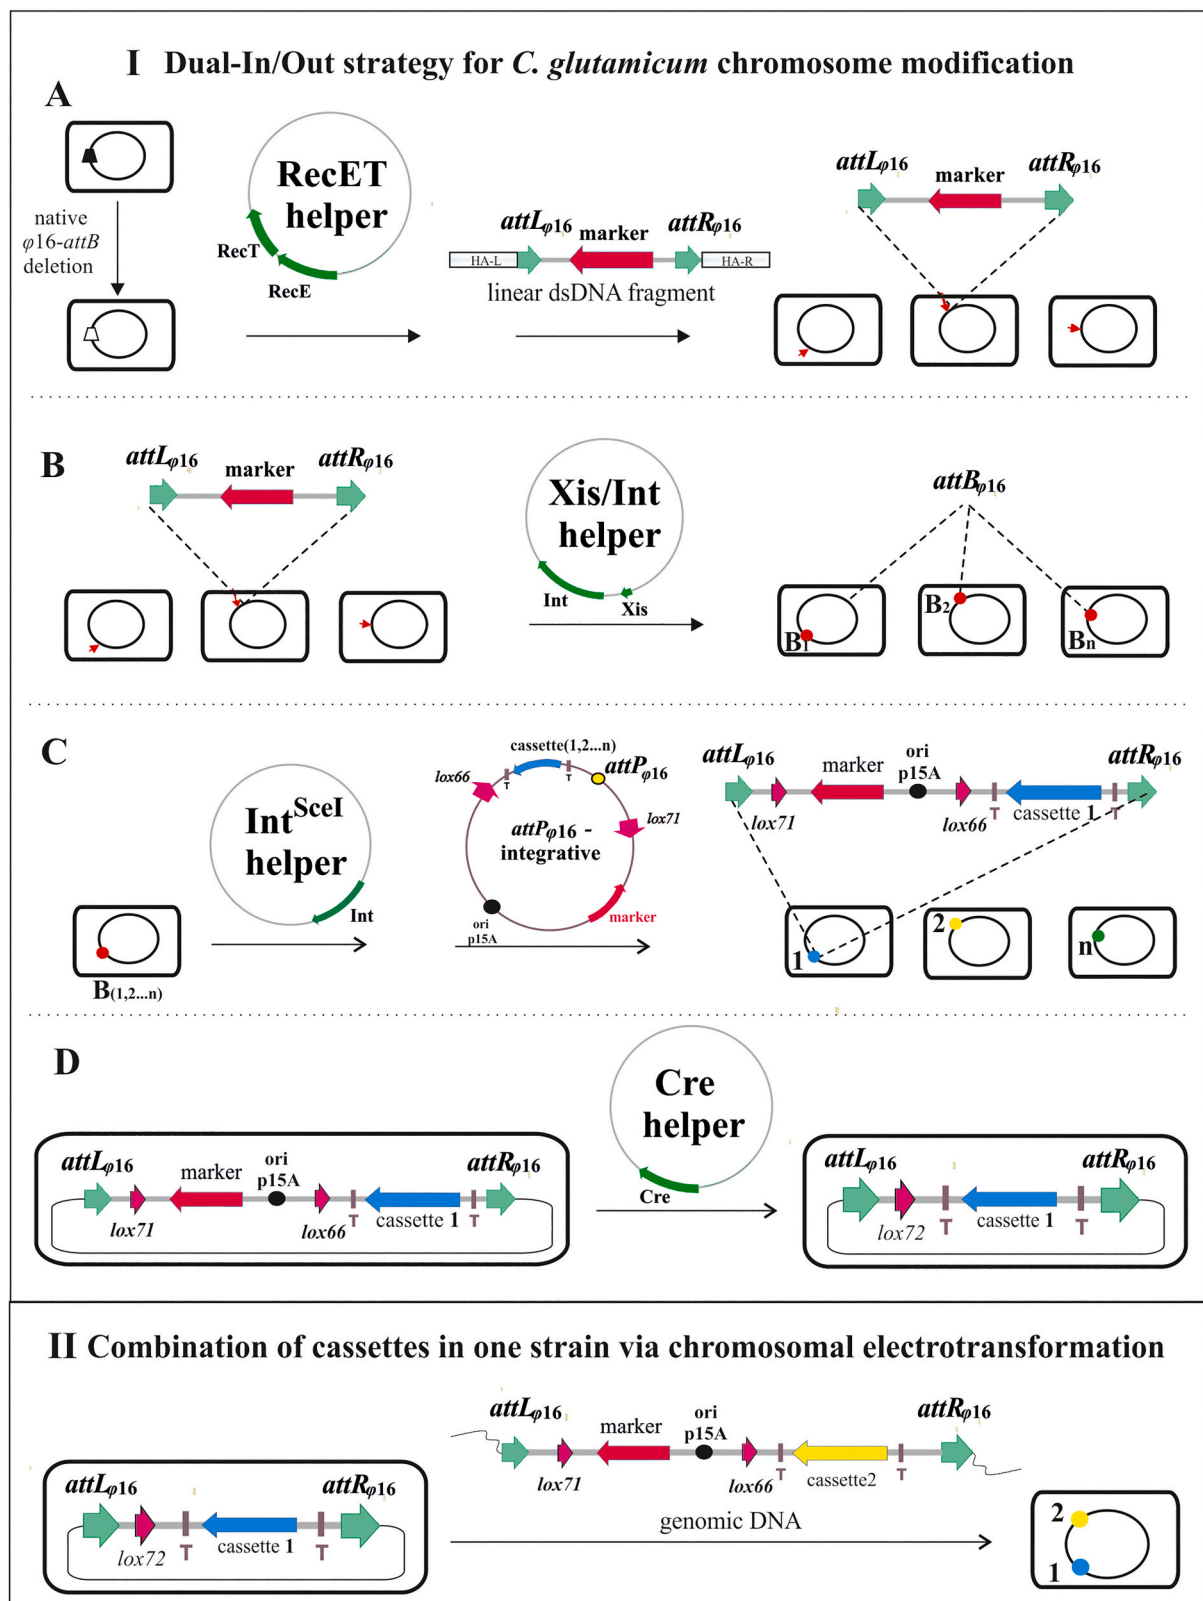 I Dual-In/Out strategy for C. glutamicum chromosome modification
A
native
φ16-attB
deletion
RecET
helper
RecT
RecE
attLφ16
marker
attRφ16
HA-L
HA-R
linear dsDNA fragment
attLφ16
marker
attRφ16
B
attLφ16
marker
attRφ16
Xis/Int
helper
Int
Xis
attBφ16
B1
B2
Bn
C
B(1,2...n)
IntSceI
helper
Int
cassette(1,2...n)
lox66
T
T
attPφ16
lox71
attPφ16 -
integrative
ori
p15A
marker
attLφ16
marker
ori
p15A
attRφ16
lox71
lox66
T
cassette 1
T
1
2
n
D
attLφ16
marker
ori
p15A
attRφ16
lox71
lox66
T
cassette 1
T
Cre
helper
Cre
attLφ16
attRφ16
lox72
T
cassette 1
T
II Combination of cassettes in one strain via chromosomal electrotransformation
attLφ16
attRφ16
lox72
T
cassette 1
T
attLφ16
marker
ori
p15A
attRφ16
lox71
lox66
T
cassette2
T
genomic DNA
2
1